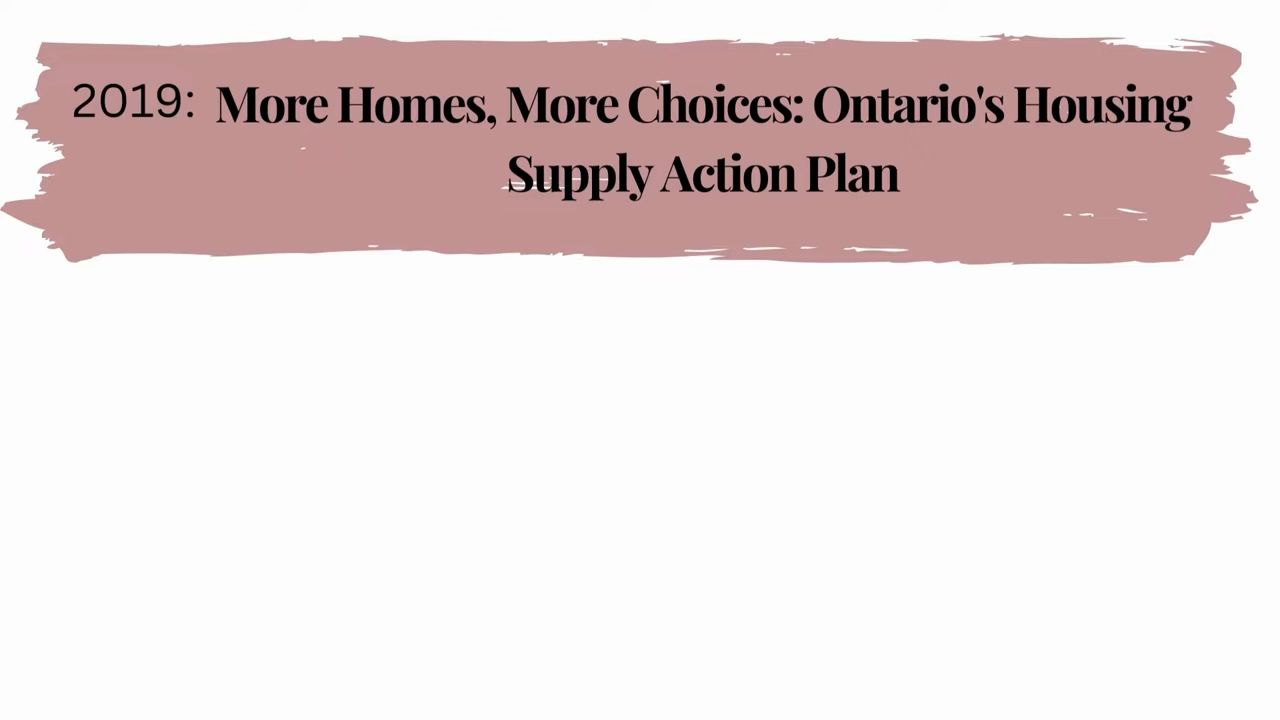 2019: More Homes, More Choices: Ontario's Housing
Supply Action Plan